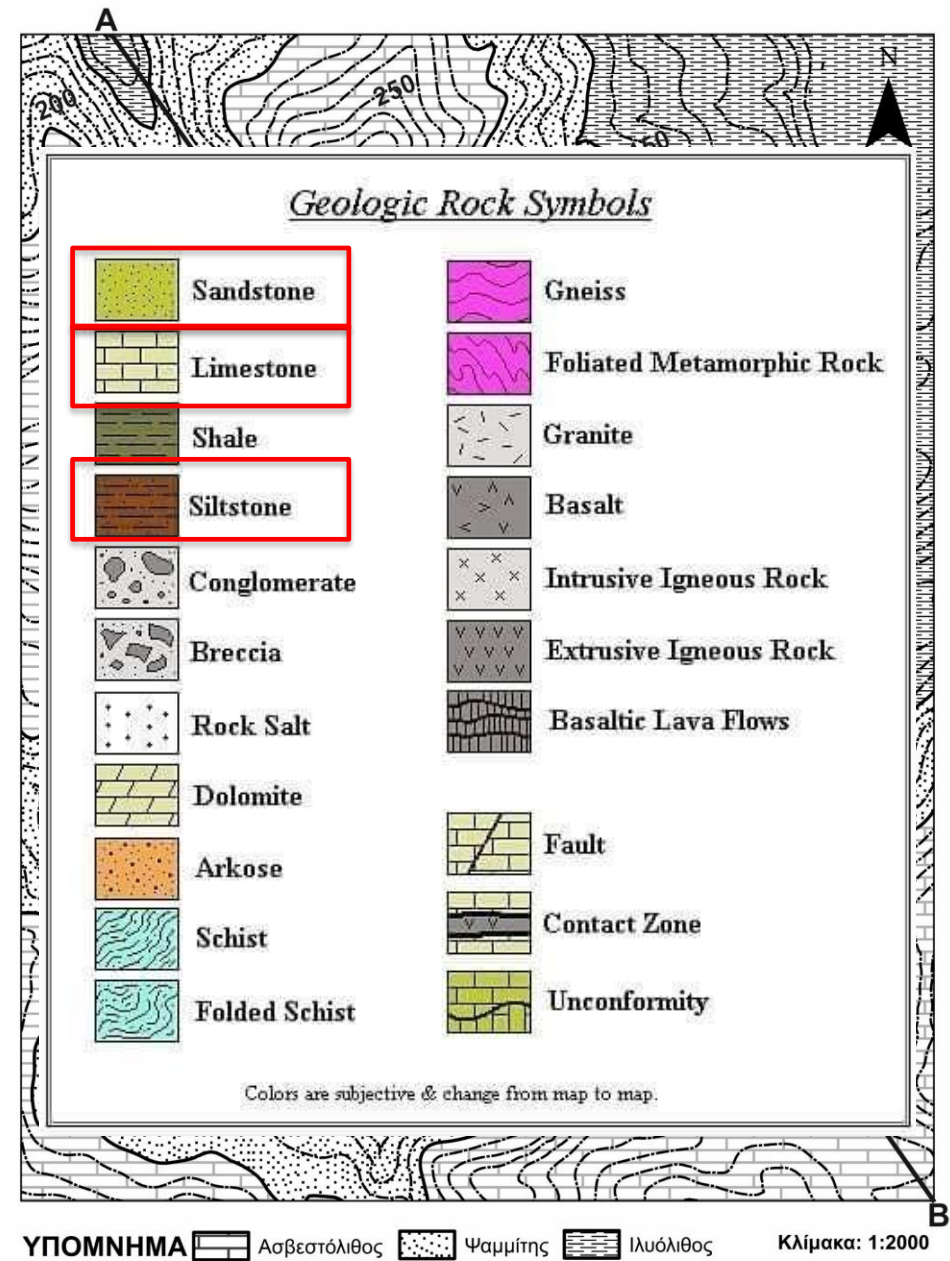 A
200
250
N
Geologic Rock Symbols
Sandstone
Limestone
Shale
Siltstone
Conglomerate
Breccia
Rock Salt
Dolomite
Arkose
Schist
Folded Schist
Gneiss
Foliated Metamorphic Rock
Granite
Basalt
Intrusive Igneous Rock
Extrusive Igneous Rock
Basaltic Lava Flows
Fault
Contact Zone
Unconformity
Colors are subjective & change from map to map.
B
ΥΠΟΜΝΗΜΑ Ασβεστόλιθος Ψαμμίτης Ιλυόλιθος Κλίμακα: 1:2000